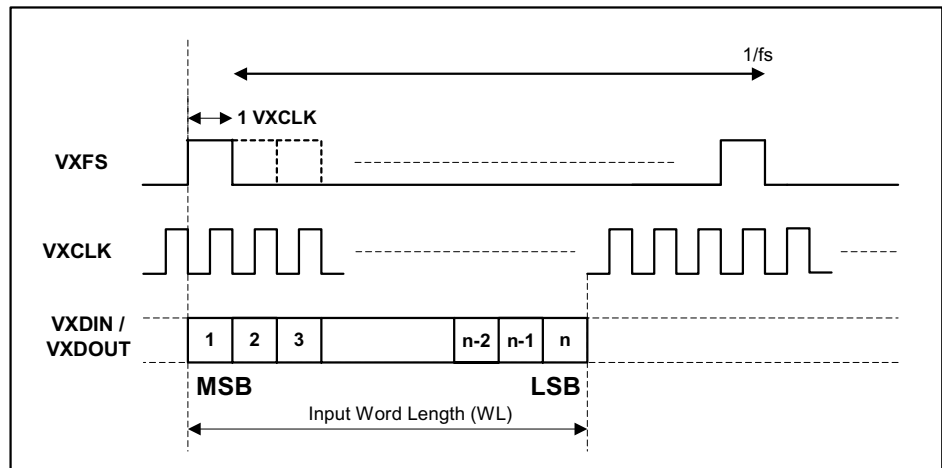 1/fs
1 VXCLK
VXFS
VXCLK
VXDIN /
VXDOUT
1 2 3 n-2 n-1 n
MSB LSB
Input Word Length (WL)